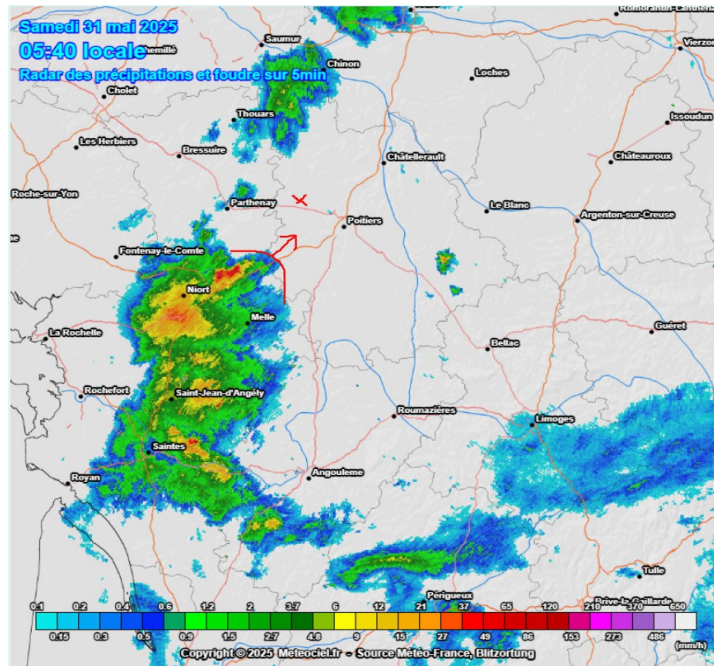 Samedi 31 mai 2025
05:40 locale
Radar des précipitations et foudre sur 5min
Saumur
Vierzon
Chinon
Loches
Cholet
Thouars
Issoudun
Les Herbiers
Bressuire
Châtellerault
Châteauroux
Roche-sur-Yon
Parthenay
Le Blanc
Poitiers
Argenton-sur-Creuse
Fontenay-le-Comte
Niort
Melle
La Rochelle
Guéret
Bellac
Rochefort
Saint-Jean-d'Angély
Roumazières
Limoges
Saintes
Royan
Angouleme
Tulle
Périgueux
Brive-la-Gaillarde
0.1 0.2 0.4 0.6 1.2 2 3.7 6 12 21 37 65 120 210 370 650
0.15 0.3 0.5 0.9 1.5 2.7 4.8 9 15 27 49 86 153 273 486 (mm/h)
Copyright © 2025 Meteociel.fr - Source Météo-France, Blitzortung